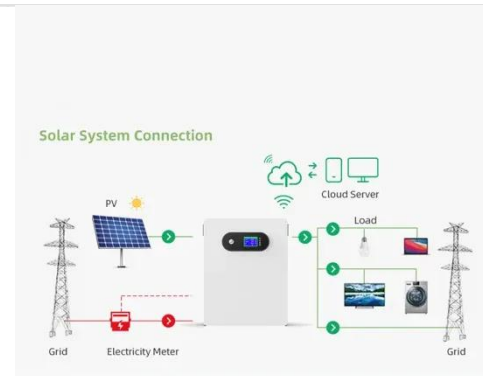 Solar System Connection
Cloud Server
PV
Load
Grid
Electricity Meter
Grid